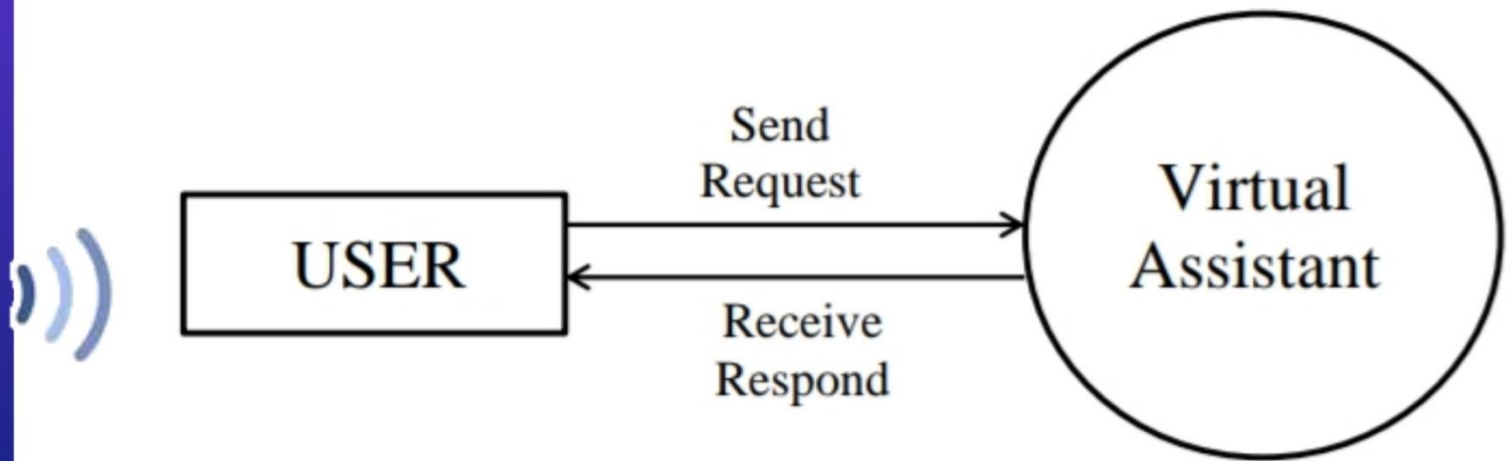 Send
Request
USER
Virtual
Assistant
Receive
Respond